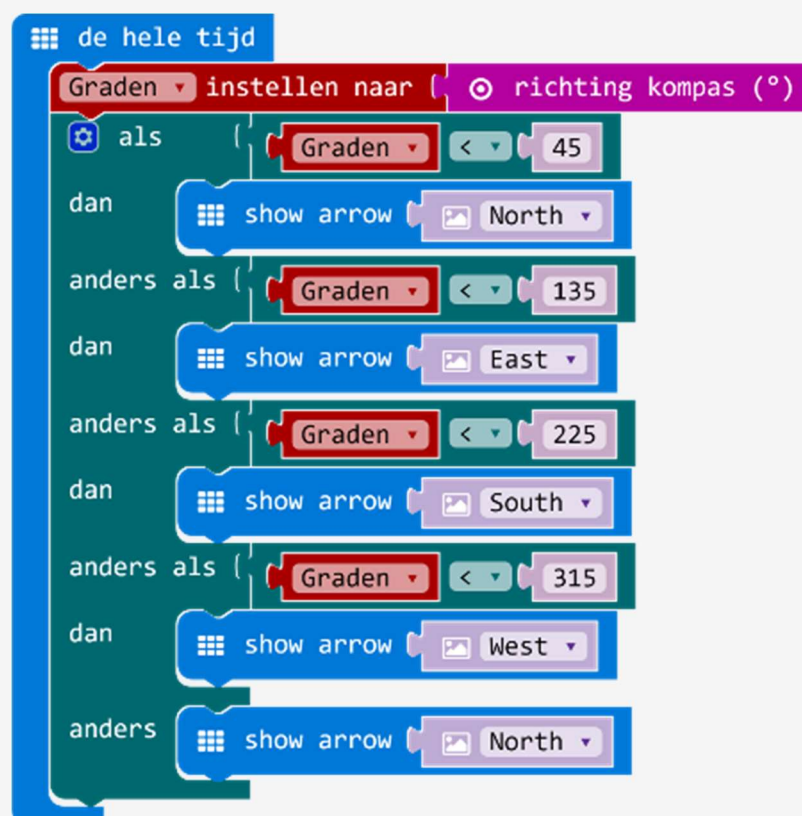 de hele tijd
Graden instellen naar richting kompas (°)
als Graden < 45
dan show arrow North
anders als Graden < 135
dan show arrow East
anders als Graden < 225
dan show arrow South
anders als Graden < 315
dan show arrow West
anders show arrow North